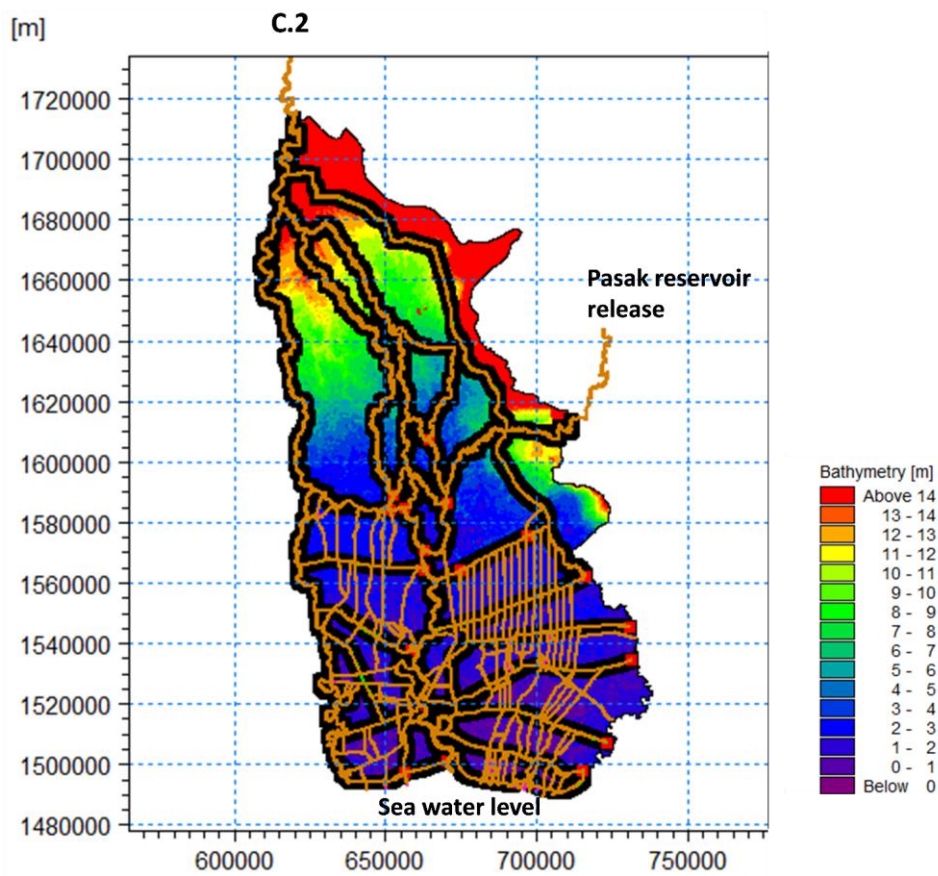 C.2
[m]
1720000
1700000
1680000
1660000
1640000
1620000
1600000
1580000
1560000
1540000
1520000
1500000
1480000
600000 650000 700000 750000
Pasak reservoir
release
Sea water level
Bathymetry [m]
Above 14
13 - 14
12 - 13
11 - 12
10 - 11
9 - 10
8 - 9
7 - 8
6 - 7
5 - 6
4 - 5
3 - 4
2 - 3
1 - 2
0 - 1
Below 0